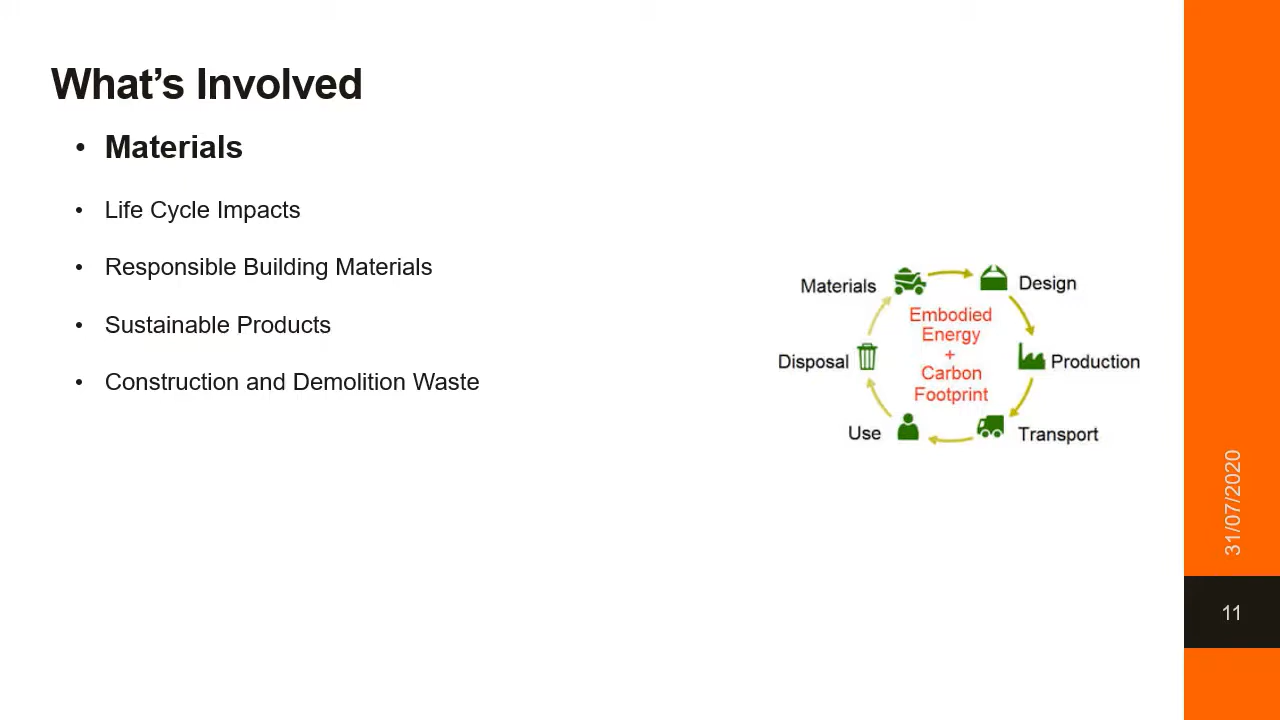 What’s Involved
• Materials
• Life Cycle Impacts
• Responsible Building Materials
• Sustainable Products
• Construction and Demolition Waste
Materials
Design
Embodied
Energy
+
Carbon
Footprint
Disposal
Production
Use
Transport
31/07/2020
11